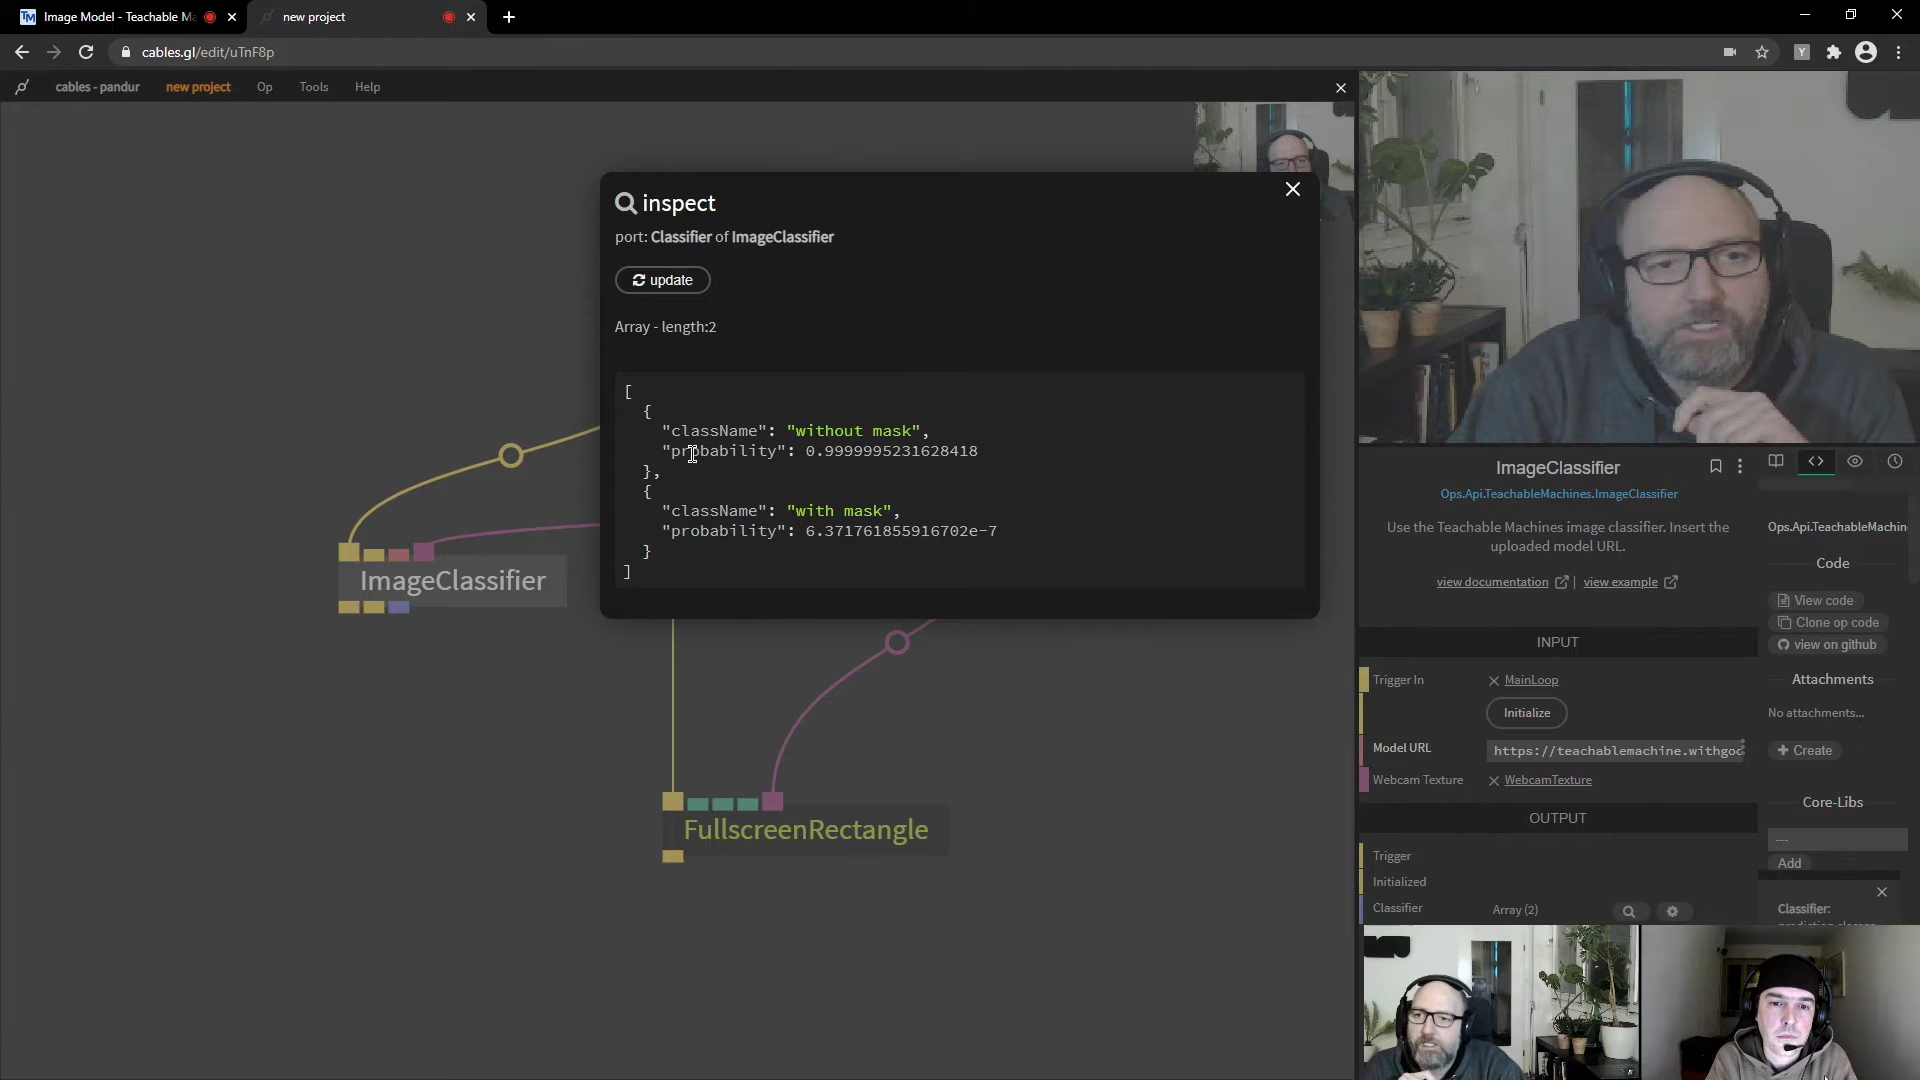 Image Model - Teachable Ma
new project
cables.gl/edit/uTnF8p
cables - pandur
new project
Op
Tools
Help
inspect
port: Classifier of ImageClassifier
update
Array - length:2
[
{
"className": "without mask",
"probability": 0.9999995231628418
},
{
"className": "with mask",
"probability": 6.371761855916702e-7
}
]
ImageClassifier
FullscreenRectangle
ImageClassifier
Ops.Api.TeachableMachines.ImageClassifier
Use the Teachable Machines image classifier. Insert the
uploaded model URL.
view documentation | view example
INPUT
Trigger In
MainLoop
Initialize
Model URL
https://teachablemachine.withgoo
Webcam Texture
WebcamTexture
OUTPUT
Trigger
Initialized
Classifier
Array (2)
Ops.Api.TeachableMachin
Code
View code
Clone op code
view on github
Attachments
No attachments...
Create
Core-Libs
---
Add
Classifier: